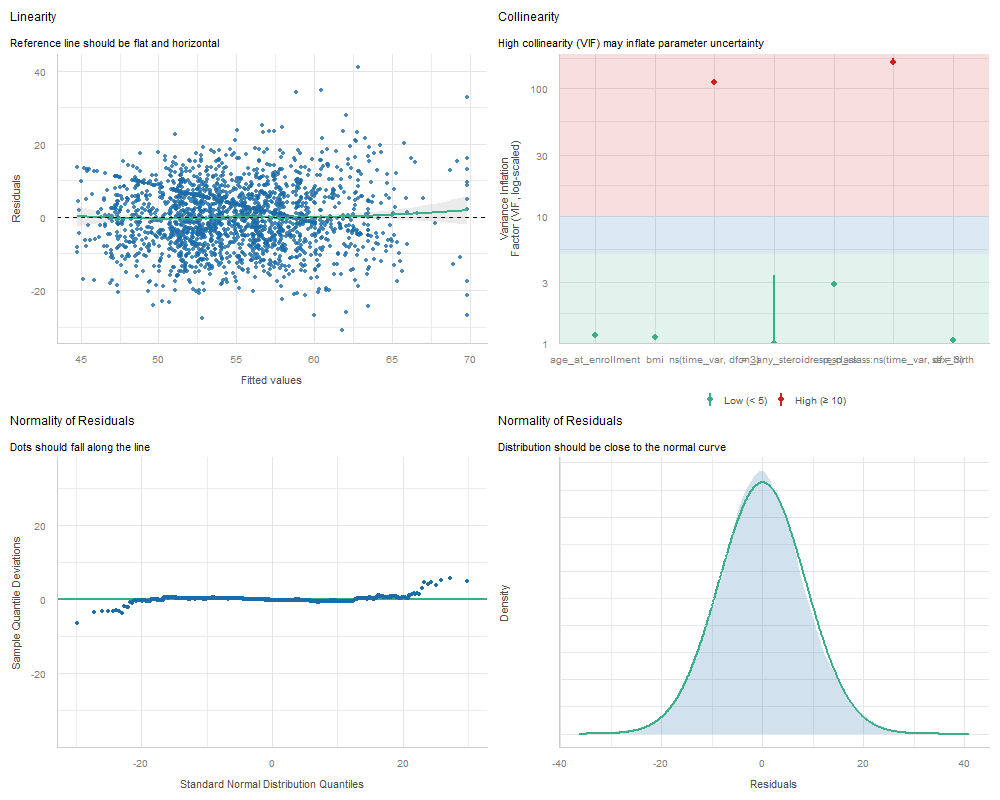 Linearity
Reference line should be flat and horizontal
40
20
0
-20
Residuals
45
50
55
60
65
70
Fitted values
Collinearity
High collinearity (VIF) may inflate parameter uncertainty
100
30
10
3
1
Variance Inflation
Factor (VIF, log-scaled)
age_at_enrollment bmi ns(time_var, df
Low (< 5) High (≥ 10)
Normality of Residuals
Dots should fall along the line
20
0
-20
Sample Quantile Deviations
-20
0
20
Standard Normal Distribution Quantiles
Normality of Residuals
Distribution should be close to the normal curve
Density
-40
-20
0
20
40
Residuals